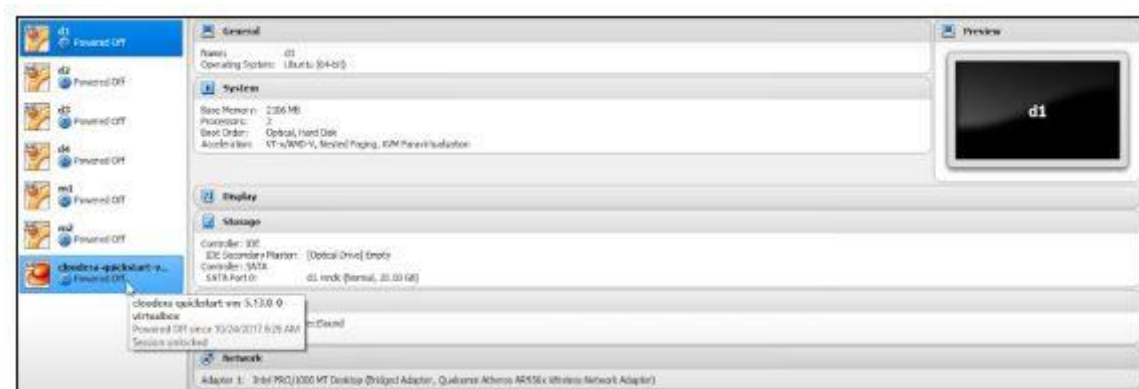 d1
Powered Off
d2
Powered Off
d3
Powered Off
d4
Powered Off
m1
Powered Off
m2
Powered Off
cloudera-quickstart-v...
Powered Off
cloudera-quickstart-vm-5.13.0-0
virtualbox
Powered Off since 10/24/2017 6:26 AM
Session unlocked
General
Name: d1
Operating System: Ubuntu (64-bit)
System
Base Memory: MB
Processors: 2
Boot Order: Optical, Hard Disk
Acceleration: VT-x/AMD-V, Nested Paging, KVM Paravirtualization
Display
Storage
Controller: IDE
IDE Secondary Master: [Optical Drive] Empty
Controller: SATA
SATA Port 0: d1.vmdk (Normal, GB)
Sound
Network
Adapter 1: Intel PRO/1000 MT Desktop (Bridged Adapter, Qualcomm Atheros Wireless Network Adapter)
Preview
d1